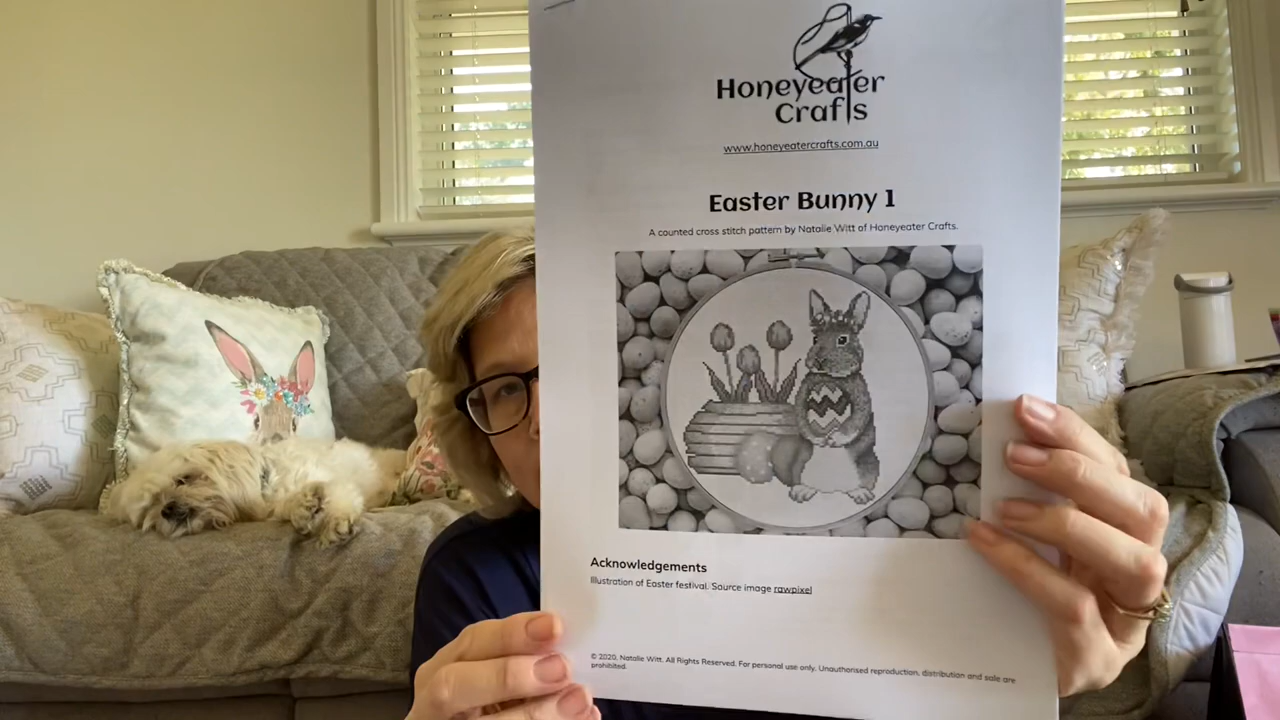 Honeyeater
Crafts
www.honeyeatercrafts.com.au
Easter Bunny 1
A counted cross stitch pattern by Natalie Witt of Honeyeater Crafts.
Acknowledgements
Illustration of Easter festival. Source image rawpixel
© 2020, Natalie Witt. All Rights Reserved. For personal use only. Unauthorised reproduction, distribution and sale are
prohibited.